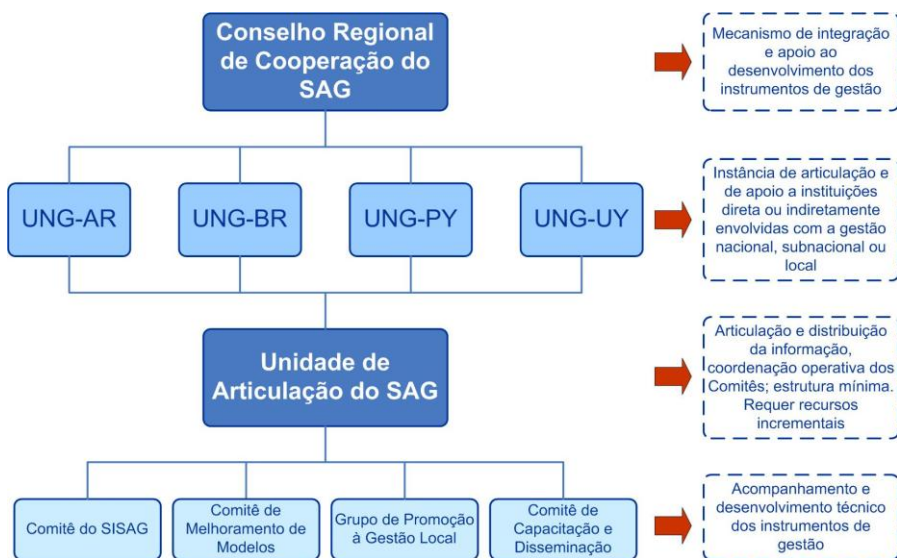 Conselho Regional
de Cooperação do
SAG
Mecanismo de integração
e apoio ao
desenvolvimento dos
instrumentos de gestão
UNG-AR
UNG-BR
UNG-PY
UNG-UY
Instância de articulação e
de apoio a instituições
direta ou indiretamente
envolvidas com a gestão
nacional, subnacional ou
local
Unidade de
Articulação do SAG
Articulação e distribuição
da informação,
coordenação operativa dos
Comitês; estrutura mínima.
Requer recursos
incrementais
Comitê do SISAG
Comitê de
Melhoramento de
Modelos
Grupo de Promoção
à Gestão Local
Comitê de
Capacitação e
Disseminação
Acompanhamento e
desenvolvimento técnico
dos instrumentos de
gestão